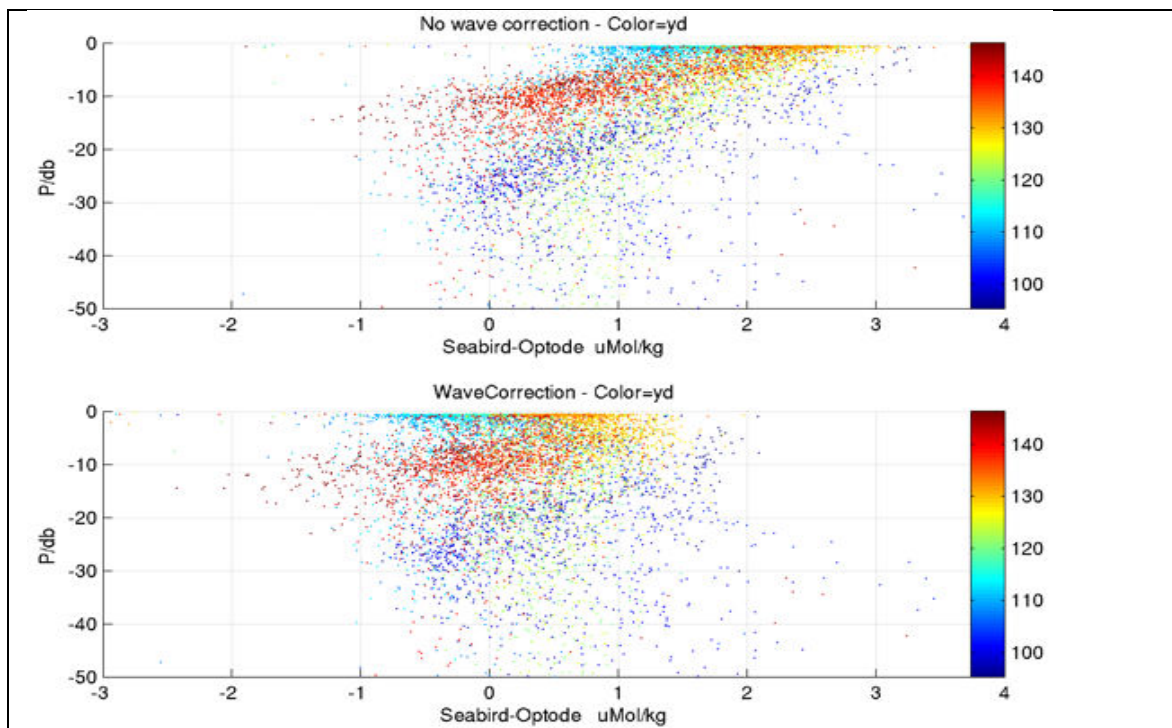 No wave correction - Color=yd
0
-10
-20
-30
-40
-50
P/db
-3 -2 -1 0 1 2 3 4
Seabird-Optode uMol/kg
140
130
120
110
100
WaveCorrection - Color=yd
0
-10
-20
-30
-40
-50
P/db
-3 -2 -1 0 1 2 3 4
Seabird-Optode uMol/kg
140
130
120
110
100